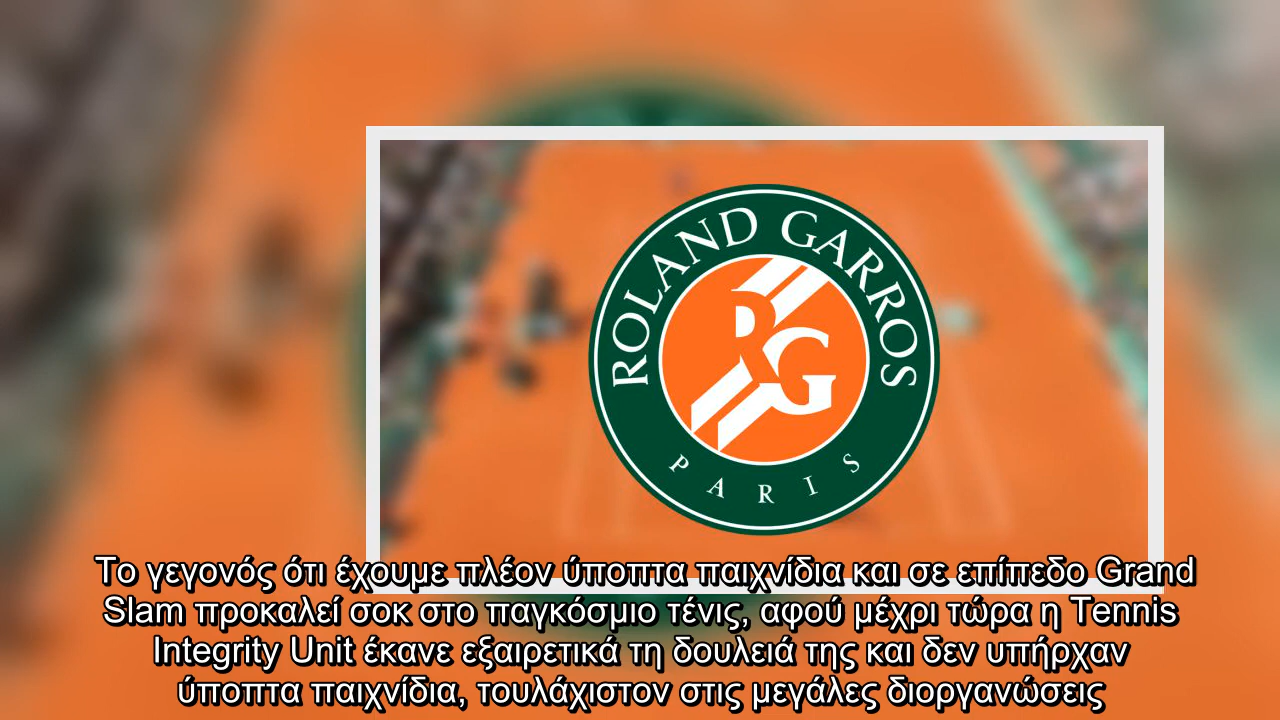 ROLAND GARROS
RG
PARIS
Το γεγονός ότι έχουμε πλέον ύποπτα παιχνίδια και σε επίπεδο Grand
Slam προκαλεί σοκ στο παγκόσμιο τένις, αφού μέχρι τώρα η Tennis
Integrity Unit έκανε εξαιρετικά τη δουλειά της και δεν υπήρχαν
ύποπτα παιχνίδια, τουλάχιστον στις μεγάλες διοργανώσεις